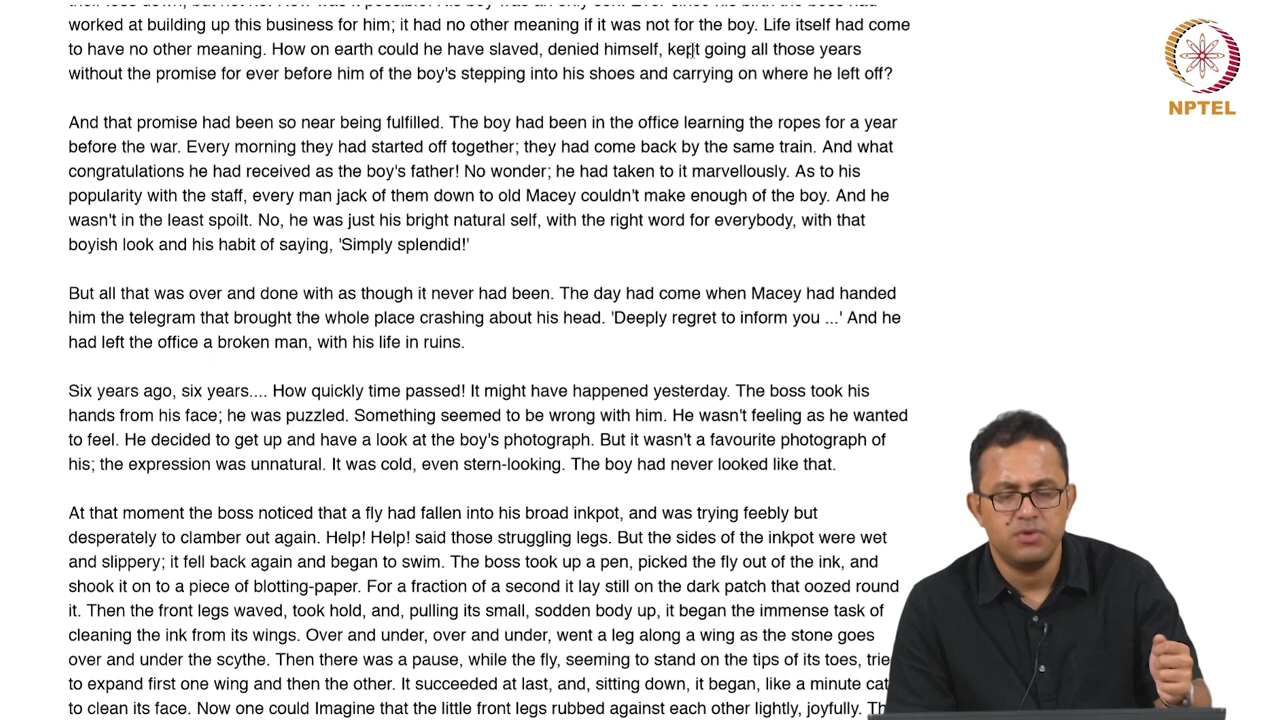 worked at building up this business for him; it had no other meaning if it was not for the boy. Life itself had come
to have no other meaning. How on earth could he have slaved, denied himself, kept going all those years
without the promise for ever before him of the boy's stepping into his shoes and carrying on where he left off?
NPTEL
And that promise had been so near being fulfilled. The boy had been in the office learning the ropes for a year
before the war. Every morning they had started off together; they had come back by the same train. And what
congratulations he had received as the boy's father! No wonder; he had taken to it marvellously. As to his
popularity with the staff, every man jack of them down to old Macey couldn't make enough of the boy. And he
wasn't in the least spoilt. No, he was just his bright natural self, with the right word for everybody, with that
boyish look and his habit of saying, 'Simply splendid!'
But all that was over and done with as though it never had been. The day had come when Macey had handed
him the telegram that brought the whole place crashing about his head. 'Deeply regret to inform you ...' And he
had left the office a broken man, with his life in ruins.
Six years ago, six years.... How quickly time passed! It might have happened yesterday. The boss took his
hands from his face; he was puzzled. Something seemed to be wrong with him. He wasn't feeling as he wanted
to feel. He decided to get up and have a look at the boy's photograph. But it wasn't a favourite photograph of
his; the expression was unnatural. It was cold, even stern-looking. The boy had never looked like that.
At that moment the boss noticed that a fly had fallen into his broad inkpot, and was trying feebly but
desperately to clamber out again. Help! Help! said those struggling legs. But the sides of the inkpot were wet
and slippery; it fell back again and began to swim. The boss took up a pen, picked the fly out of the ink, and
shook it on to a piece of blotting-paper. For a fraction of a second it lay still on the dark patch that oozed round
it. Then the front legs waved, took hold, and, pulling its small, sodden body up, it began the immense task of
cleaning the ink from its wings. Over and under, over and under, went a leg along a wing as the stone goes
over and under the scythe. Then there was a pause, while the fly, seeming to stand on the tips of its toes, trie
to expand first one wing and then the other. It succeeded at last, and, sitting down, it began, like a minute cat
to clean its face. Now one could Imagine that the little front legs rubbed against each other lightly, joyfully. Th